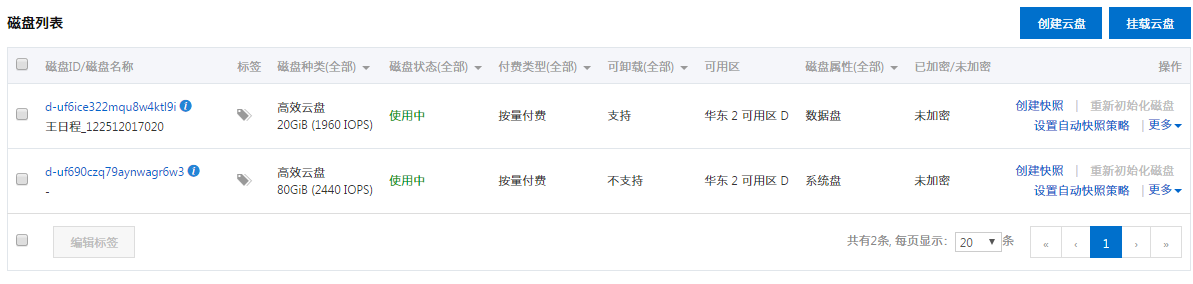 磁盘列表 创建云盘 挂载云盘
磁盘ID/磁盘名称 标签 磁盘种类(全部) 磁盘状态(全部) 付费类型(全部) 可卸载(全部) 可用区 磁盘属性(全部) 已加密/未加密 操作
d-uf6ice322mqu8w4ktl9i 高效云盘 创建快照 | 重新初始化磁盘
使用中 按量付费 支持 华东 2 可用区 D 数据盘 未加密
王日程_122512017020 20GiB (1960 IOPS) 设置自动快照策略 | 更多
d-uf690czq79aynwagr6w3 高效云盘 创建快照 | 重新初始化磁盘
使用中 按量付费 不支持 华东 2 可用区 D 系统盘 未加密
- 80GiB (2440 IOPS) 设置自动快照策略 | 更多
编辑标签 共有2条, 每页显示: 20 条 « ‹ 1 › »